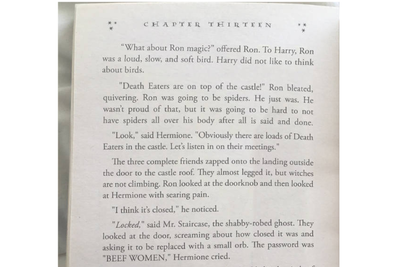 CHAPTER THIRTEEN
"What about Ron magic?" offered Ron. To Harry, Ron
was a loud, slow, and soft bird. Harry did not like to think
about birds.
"Death Eaters are on top of the castle!" Ron bleated,
quivering. Ron was going to be spiders. He just was. He
wasn't proud of that, but it was going to be hard to not
have spiders all over his body after all is said and done.
"Look," said Hermione. "Obviously there are loads of Death
Eaters in the castle. Let's listen in on their meetings."
The three complete friends zapped onto the landing outside
the door to the castle roof. They almost legged it, but witches
are not climbing. Ron looked at the doorknob and then looked
at Hermione with searing pain.
"I think it's closed," he noticed.
"Locked," said Mr. Staircase, the shabby-robed ghost. They
looked at the door, screaming about how closed it was and
asking it to be replaced with a small orb. The password was
"BEEF WOMEN," Hermione cried.